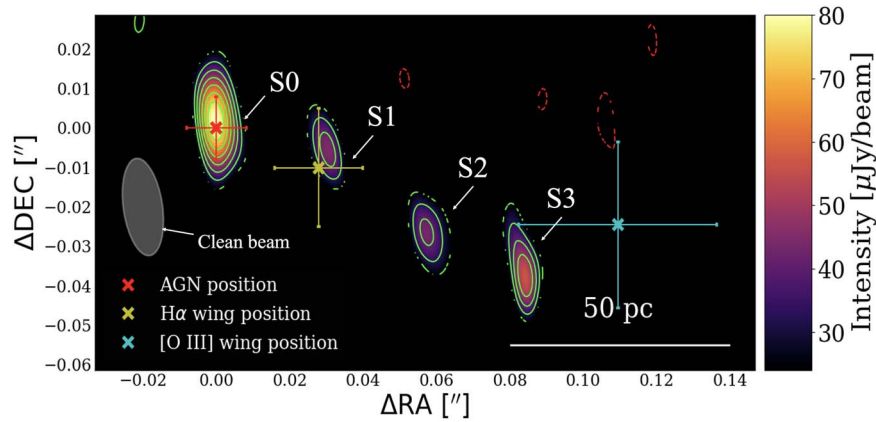 S0
S1
S2
S3
Clean beam
AGN position
Hα wing position
[O III] wing position
50 pc
0.02
0.01
0.00
−0.01
−0.02
−0.03
−0.04
−0.05
−0.06
ΔDEC ["]
−0.02
0.00
0.02
0.04
0.06
0.08
0.10
0.12
0.14
ΔRA ["]
80
70
60
50
40
30
Intensity [μJy/beam]